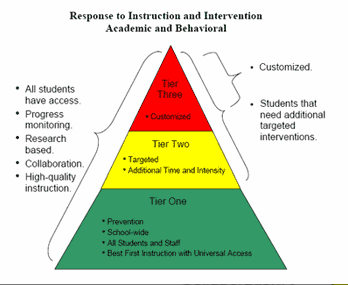 Response to Instruction and Intervention
Academic and Behavioral
• All students
have access.
• Progress
monitoring.
• Research
based.
• Collaboration.
• High-quality
instruction.
Tier
Three
• Customized
Tier Two
• Targeted
• Additional Time and Intensity
Tier One
• Prevention
• School-wide
• All Students and Staff
• Best First Instruction with Universal Access
• Customized.
• Students that
need additional
targeted
interventions.